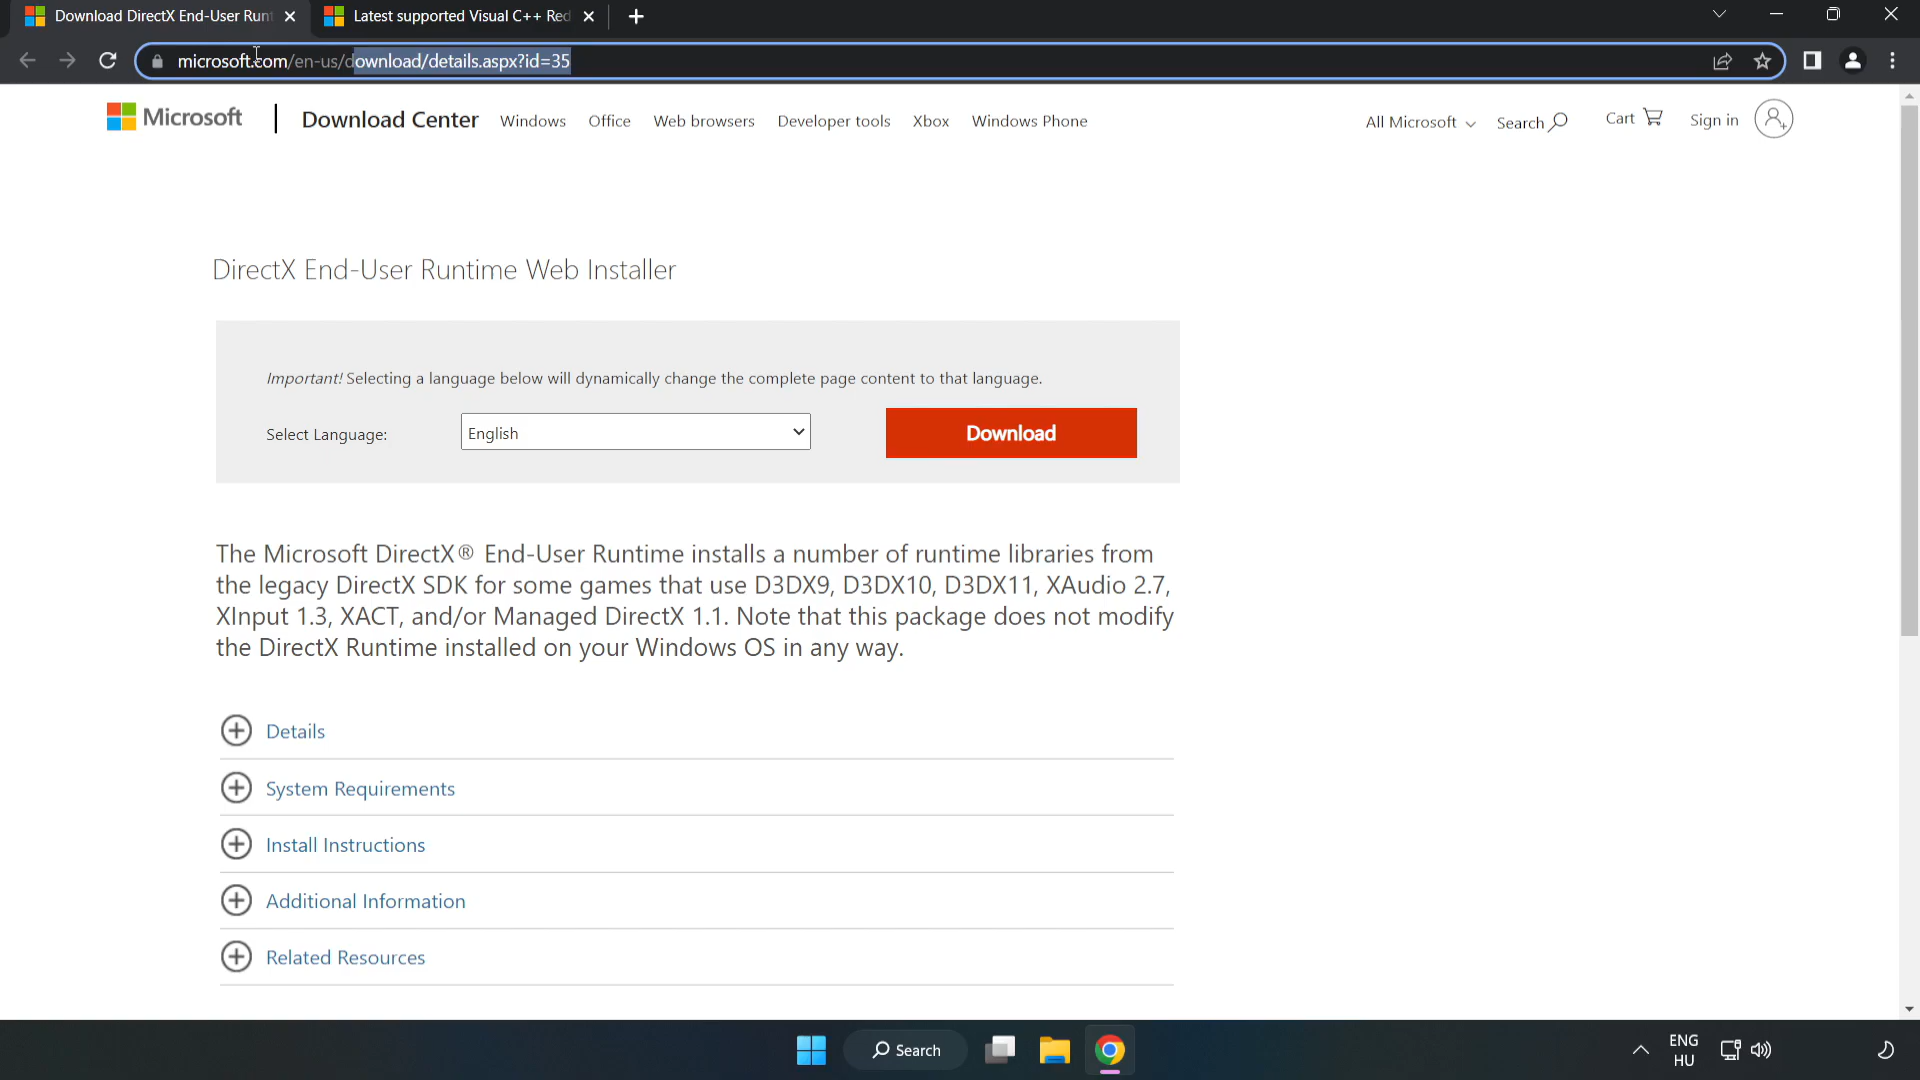 Download DirectX End-User Runt
Latest supported Visual C++ Red
microsoft.com/en-us/download/details.aspx?id=35
Microsoft
Download Center
Windows
Office
Web browsers
Developer tools
Xbox
Windows Phone
All Microsoft
Search
Cart
Sign in
DirectX End-User Runtime Web Installer
Important! Selecting a language below will dynamically change the complete page content to that language.
Select Language:
English
Download
The Microsoft DirectX® End-User Runtime installs a number of runtime libraries from
the legacy DirectX SDK for some games that use D3DX9, D3DX10, D3DX11, XAudio 2.7,
XInput 1.3, XACT, and/or Managed DirectX 1.1. Note that this package does not modify
the DirectX Runtime installed on your Windows OS in any way.
Details
System Requirements
Install Instructions
Additional Information
Related Resources
Search
ENG
HU